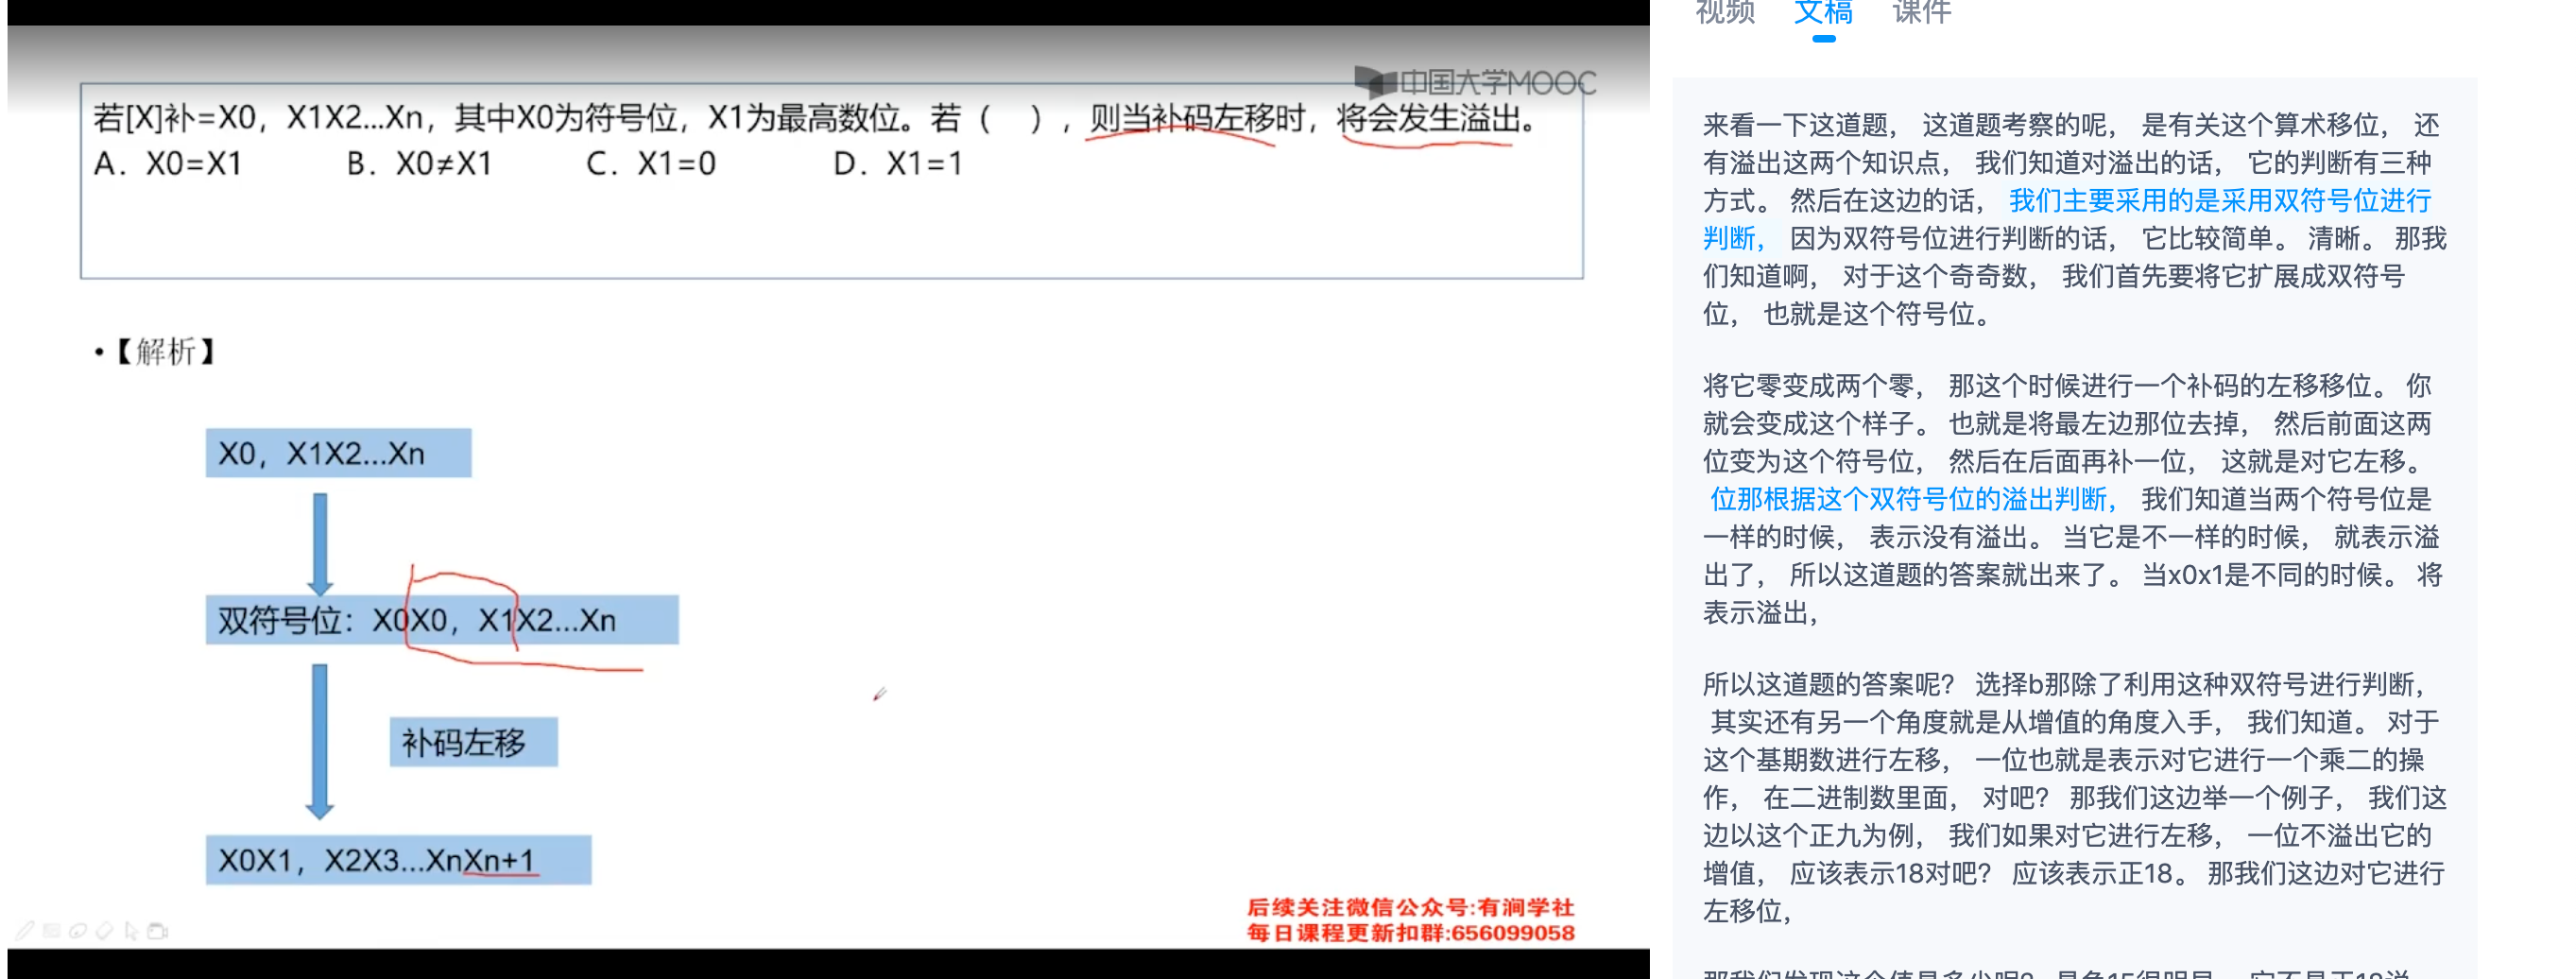 中国大学MOOC
若[X]补=X0，X1X2...Xn，其中X0为符号位，X1为最高数位。若（　），则当补码左移时，将会发生溢出。
A．X0=X1　　B．X0≠X1　　C．X1=0　　D．X1=1
•【解析】
X0，X1X2...Xn
双符号位：X0X0，X1X2...Xn
补码左移
X0X1，X2X3...XnXn+1
后续关注微信公众号:有涧学社
每日课程更新扣群:656099058
视频　文稿　课件
来看一下这道题， 这道题考察的呢， 是有关这个算术移位， 还
有溢出这两个知识点， 我们知道对溢出的话， 它的判断有三种
方式。 然后在这边的话， 我们主要采用的是采用双符号位进行
判断， 因为双符号位进行判断的话， 它比较简单。 清晰。 那我
们知道啊， 对于这个奇奇数， 我们首先要将它扩展成双符号
位， 也就是这个符号位。
将它零变成两个零， 那这个时候进行一个补码的左移移位。 你
就会变成这个样子。 也就是将最左边那位去掉， 然后前面这两
位变为这个符号位， 然后在后面再补一位， 这就是对它左移。
位那根据这个双符号位的溢出判断， 我们知道当两个符号位是
一样的时候， 表示没有溢出。 当它是不一样的时候， 就表示溢
出了， 所以这道题的答案就出来了。 当x0x1是不同的时候。 将
表示溢出，
所以这道题的答案呢？ 选择b那除了利用这种双符号进行判断，
其实还有另一个角度就是从增值的角度入手， 我们知道。 对于
这个基期数进行左移， 一位也就是表示对它进行一个乘二的操
作， 在二进制数里面， 对吧？ 那我们这边举一个例子， 我们这
边以这个正九为例， 我们如果对它进行左移， 一位不溢出它的
增值， 应该表示18对吧？ 应该表示正18。 那我们这边对它进行
左移位，